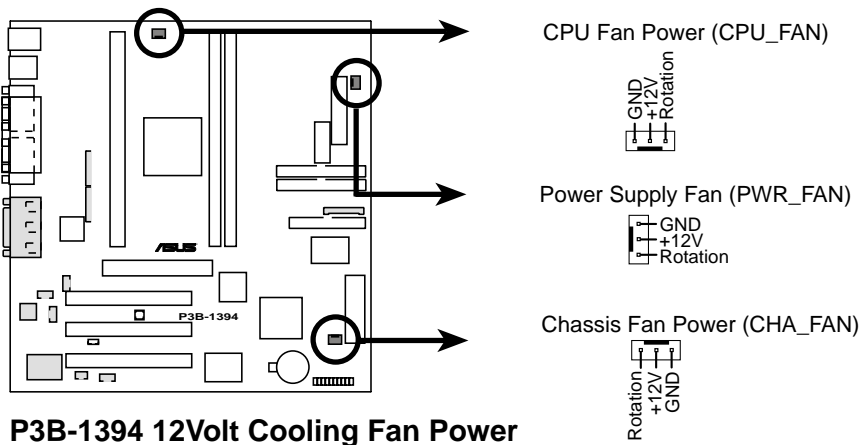 CPU Fan Power (CPU_FAN)
GND
+12V
Rotation
Power Supply Fan (PWR_FAN)
GND
+12V
Rotation
ASUS
P3B-1394
Chassis Fan Power (CHA_FAN)
Rotation
+12V
GND
P3B-1394 12Volt Cooling Fan Power